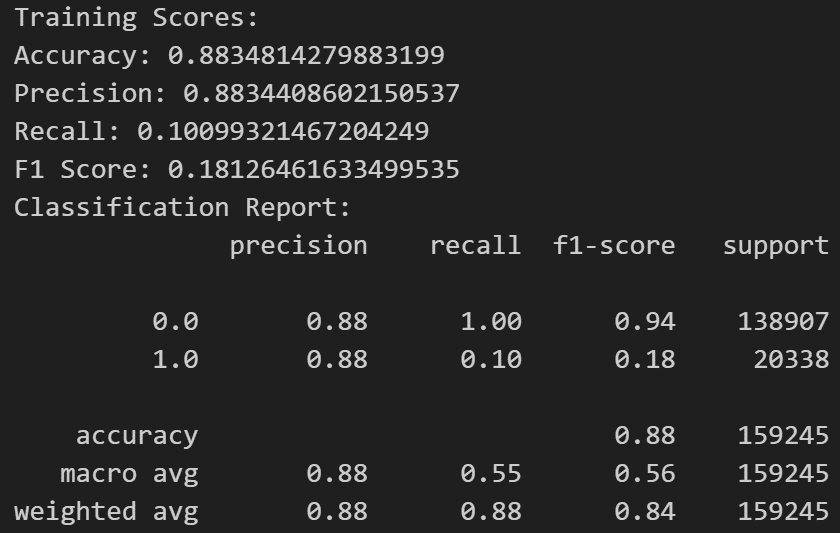 Training Scores:
Accuracy: 0.8834814279883199
Precision: 0.8834408602150537
Recall: 0.10099321467204249
F1 Score: 0.18126461633499535
Classification Report:
precision recall f1-score support
0.0 0.88 1.00 0.94 138907
1.0 0.88 0.10 0.18 20338
accuracy 0.88 159245
macro avg 0.88 0.55 0.56 159245
weighted avg 0.88 0.88 0.84 159245